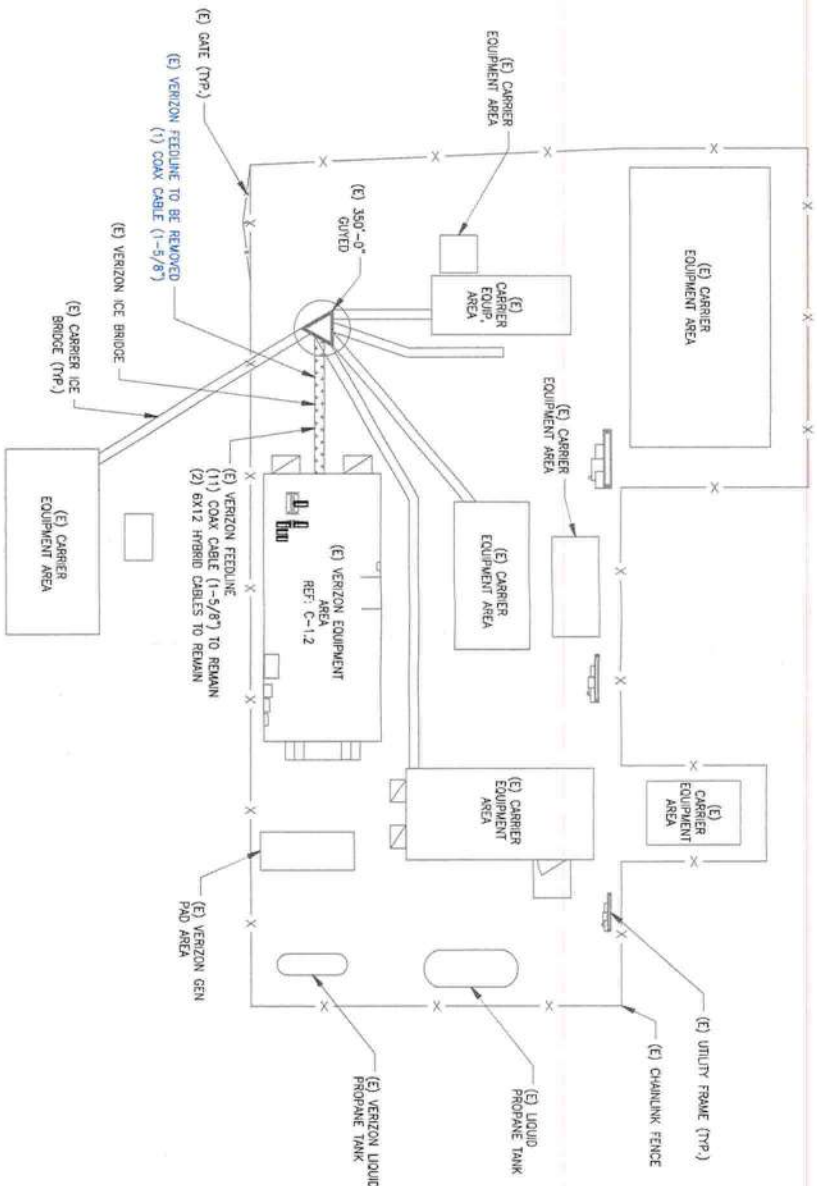 (E) GATE (TYP.)
(E) VERIZON FEEDLINE TO BE REMOVED
(1) COAX CABLE (1-5/8")
(E) VERIZON ICE BRIDGE
(E) CARRIER ICE
BRIDGE (TYP.)
(E) CARRIER
EQUIPMENT AREA
(E) 350'-0"
GUYED
(E)
CARRIER
EQUIP.
AREA
(E) CARRIER
EQUIPMENT AREA
(E) CARRIER
EQUIPMENT AREA
(E) CARRIER
EQUIPMENT AREA
(E) CARRIER
EQUIPMENT AREA
(E) VERIZON FEEDLINE
(11) COAX CABLE (1-5/8") TO REMAIN
(2) 6X12 HYBRID CABLES TO REMAIN
(E) VERIZON EQUIPMENT
AREA
REF: C-1.2
(E) CARRIER
EQUIPMENT
AREA
(E)
CARRIER
EQUIPMENT
AREA
(E) VERIZON GEN
PAD AREA
(E) UTILITY FRAME (TYP.)
(E) CHAINLINK FENCE
(E) LIQUID
PROPANE TANK
(E) VERIZON LIQUID
PROPANE TANK